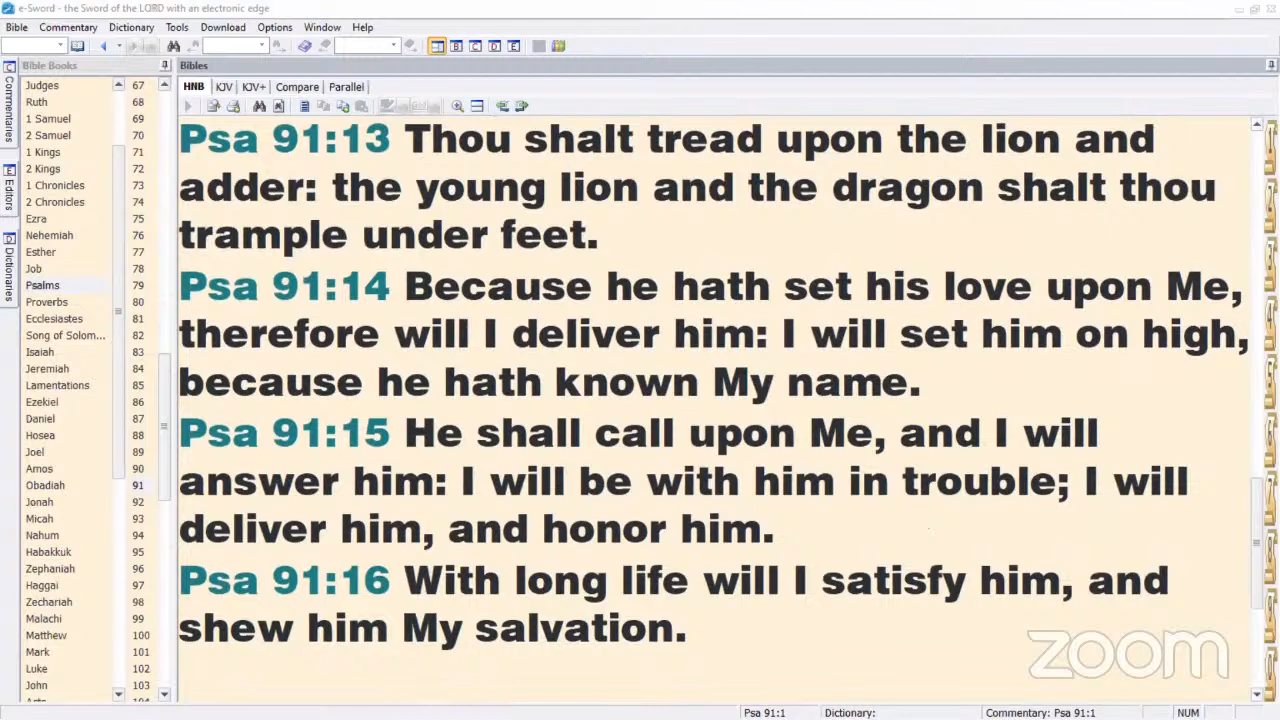 e-Sword - the Sword of the LORD with an electronic edge
Bible Commentary Dictionary Tools Download Options Window Help
B C D E
Bible Books
Bibles
HNB KJV KJV+ Compare Parallel
Commentaries
Editors
Dictionaries
Judges 67
Ruth 68
1 Samuel 69
2 Samuel 70
1 Kings 71
2 Kings 72
1 Chronicles 73
2 Chronicles 74
Ezra 75
Nehemiah 76
Esther 77
Job 78
Psalms 79
Proverbs 80
Ecclesiastes 81
Song of Solom... 82
Isaiah 83
Jeremiah 84
Lamentations 85
Ezekiel 86
Daniel 87
Hosea 88
Joel 89
Amos 90
Obadiah 91
Jonah 92
Micah 93
Nahum 94
Habakkuk 95
Zephaniah 96
Haggai 97
Zechariah 98
Malachi 99
Matthew 100
Mark 101
Luke 102
John 103
Psa 91:13 Thou shalt tread upon the lion and
adder: the young lion and the dragon shalt thou
trample under feet.
Psa 91:14 Because he hath set his love upon Me,
therefore will I deliver him: I will set him on high,
because he hath known My name.
Psa 91:15 He shall call upon Me, and I will
answer him: I will be with him in trouble; I will
deliver him, and honor him.
Psa 91:16 With long life will I satisfy him, and
shew him My salvation.
zoom
Psa 91:1 Dictionary: Commentary: Psa 91:1 NUM